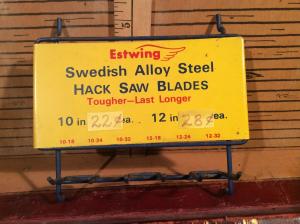 Estwing
Swedish Alloy Steel
HACK SAW BLADES
Tougher-Last Longer
10 in 22¢ ea. 12 in 28¢ ea.
10-18 10-24 10-32 12-18 12-24 12-32